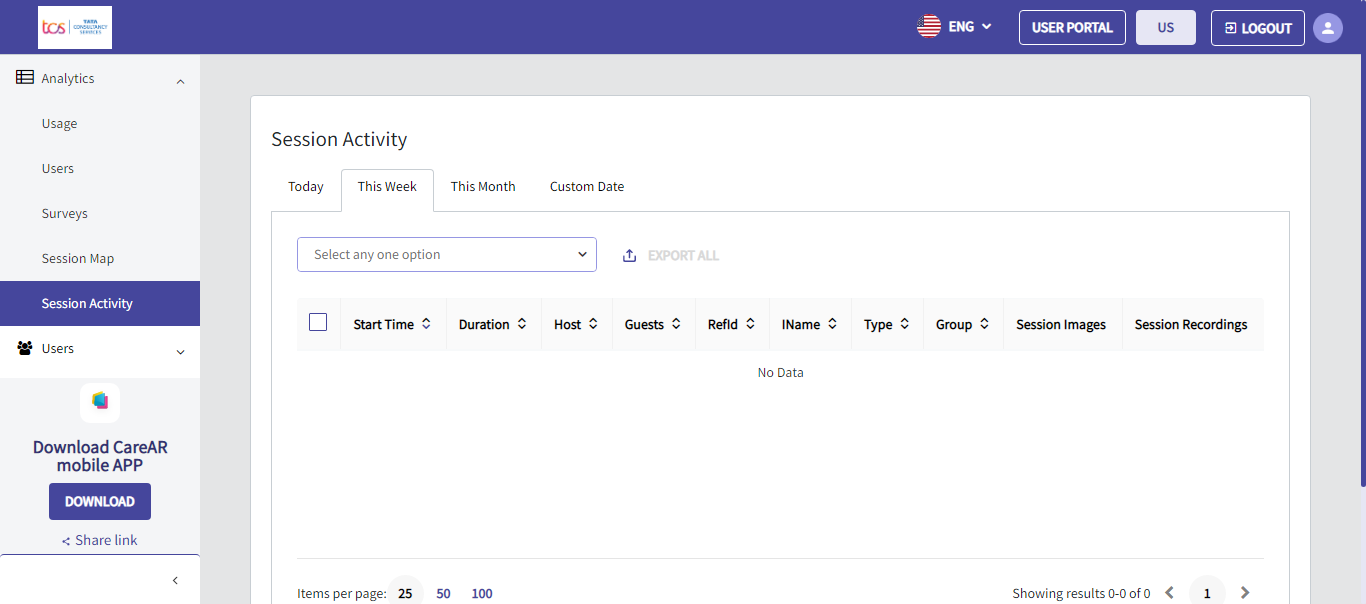 tcs TATA CONSULTANCY SERVICES
ENG
USER PORTAL
US
LOGOUT
Analytics
Usage
Users
Surveys
Session Map
Session Activity
Users
Download CareAR
mobile APP
DOWNLOAD
Share link
Session Activity
Today This Week This Month Custom Date
Select any one option
EXPORT ALL
Start Time Duration Host Guests RefId IName Type Group Session Images Session Recordings
No Data
Items per page: 25 50 100
Showing results 0-0 of 0 1